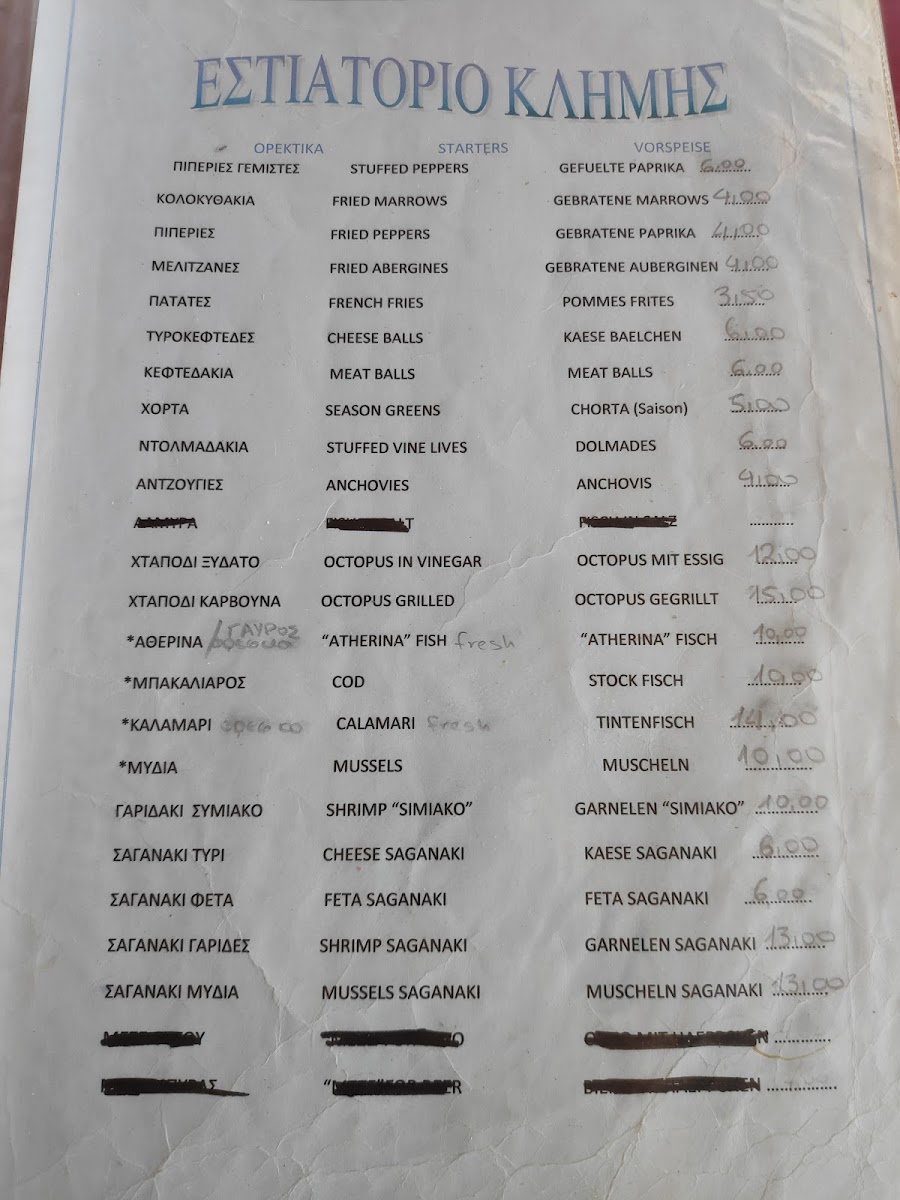 ΕΣΤΙΑΤΟΡΙΟ ΚΛΗΜΗΣ
ΟΡΕΚΤΙΚΑ STARTERS VORSPEISE
ΠΙΠΕΡΙΕΣ ΓΕΜΙΣΤΕΣ STUFFED PEPPERS GEFUELTE PAPRIKA 6,00
ΚΟΛΟΚΥΘΑΚΙΑ FRIED MARROWS GEBRATENE MARROWS 4,00
ΠΙΠΕΡΙΕΣ FRIED PEPPERS GEBRATENE PAPRIKA 4,00
ΜΕΛΙΤΖΑΝΕΣ FRIED ABERGINES GEBRATENE AUBERGINEN 4,00
ΠΑΤΑΤΕΣ FRENCH FRIES POMMES FRITES 3,50
ΤΥΡΟΚΕΦΤΕΔΕΣ CHEESE BALLS KAESE BAELCHEN 6,00
ΚΕΦΤΕΔΑΚΙΑ MEAT BALLS MEAT BALLS 6,00
ΧΟΡΤΑ SEASON GREENS CHORTA (Saison) 5,00
ΝΤΟΛΜΑΔΑΚΙΑ STUFFED VINE LIVES DOLMADES 6,00
ΑΝΤΖΟΥΓΙΕΣ ANCHOVIES ANCHOVIS 4,00
ΧΤΑΠΟΔΙ ΞΥΔΑΤΟ OCTOPUS IN VINEGAR OCTOPUS MIT ESSIG 12,00
ΧΤΑΠΟΔΙ ΚΑΡΒΟΥΝΑ OCTOPUS GRILLED OCTOPUS GEGRILLT 15,00
*ΑΘΕΡΙΝΑ /ΓΑΥΡΟΣ "ATHERINA" FISH fresh "ATHERINA" FISCH 10,00
*ΜΠΑΚΑΛΙΑΡΟΣ COD STOCK FISCH 10,00
*ΚΑΛΑΜΑΡΙ CALAMARI fresh TINTENFISCH 14,00
*ΜΥΔΙΑ MUSSELS MUSCHELN 10,00
ΓΑΡΙΔΑΚΙ ΣΥΜΙΑΚΟ SHRIMP "SIMIAKO" GARNELEN "SIMIAKO" 10,00
ΣΑΓΑΝΑΚΙ ΤΥΡΙ CHEESE SAGANAKI KAESE SAGANAKI 6,00
ΣΑΓΑΝΑΚΙ ΦΕΤΑ FETA SAGANAKI FETA SAGANAKI 6,00
ΣΑΓΑΝΑΚΙ ΓΑΡΙΔΕΣ SHRIMP SAGANAKI GARNELEN SAGANAKI 13,00
ΣΑΓΑΝΑΚΙ ΜΥΔΙΑ MUSSELS SAGANAKI MUSCHELN SAGANAKI 13,00